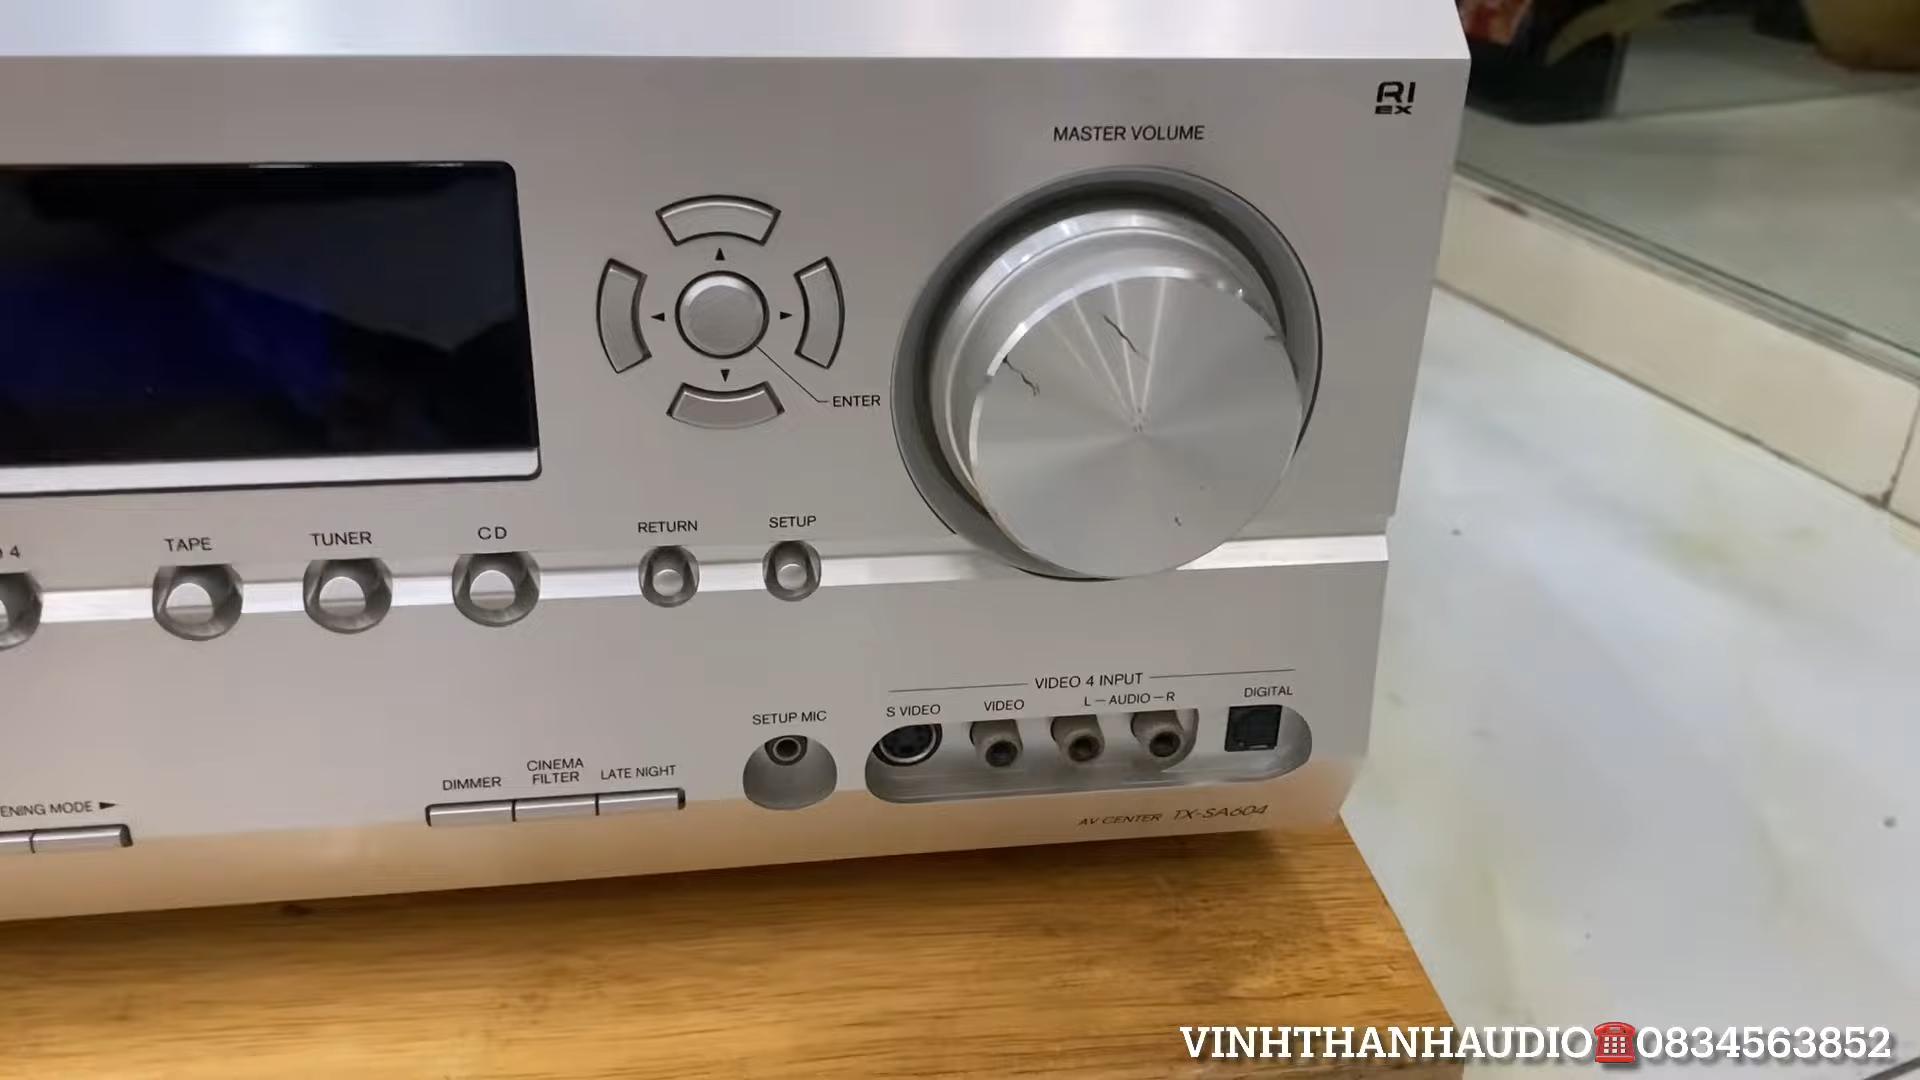 RI
EX
MASTER VOLUME
ENTER
4
TAPE
TUNER
CD
RETURN
SETUP
VIDEO 4 INPUT
S VIDEO
VIDEO
L — AUDIO — R
DIGITAL
SETUP MIC
DIMMER
CINEMA
FILTER
LATE NIGHT
ENING MODE ►
AV CENTER TX-SA604
VINHTHANHAUDIO☎️0834563852